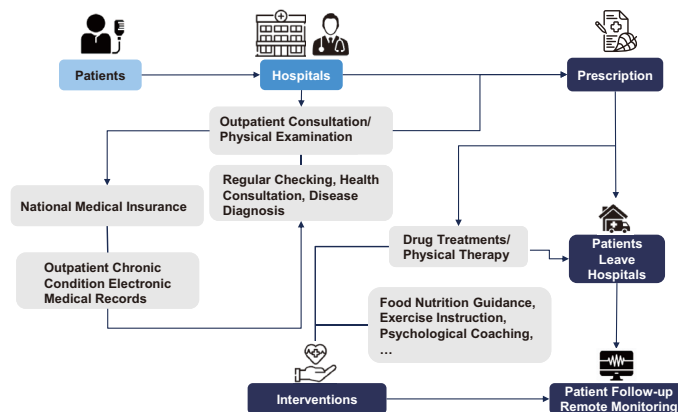 Patients
Hospitals
Prescription
Outpatient Consultation/
Physical Examination
Regular Checking, Health
Consultation, Disease
Diagnosis
National Medical Insurance
Outpatient Chronic
Condition Electronic
Medical Records
Drug Treatments/
Physical Therapy
Patients
Leave
Hospitals
Food Nutrition Guidance,
Exercise Instruction,
Psychological Coaching,
…
Interventions
Patient Follow-up
Remote Monitoring